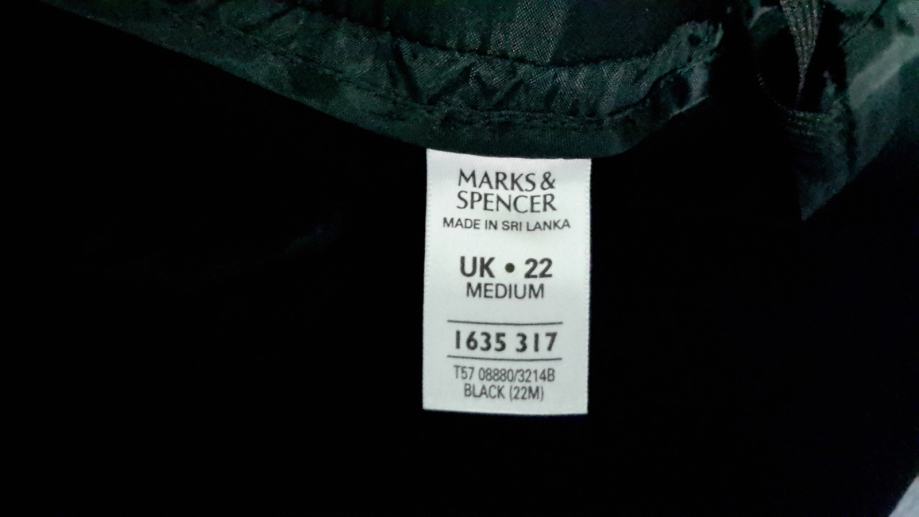 MARKS &
SPENCER
MADE IN SRI LANKA
UK • 22
MEDIUM
1635 317
T57 08880/3214B
BLACK (22M)